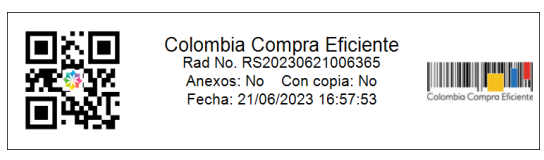 Colombia Compra Eficiente
Rad No. RS20230621006365
Anexos: No Con copia: No
Fecha: 21/06/2023 16:57:53
Colombia Compra Eficiente